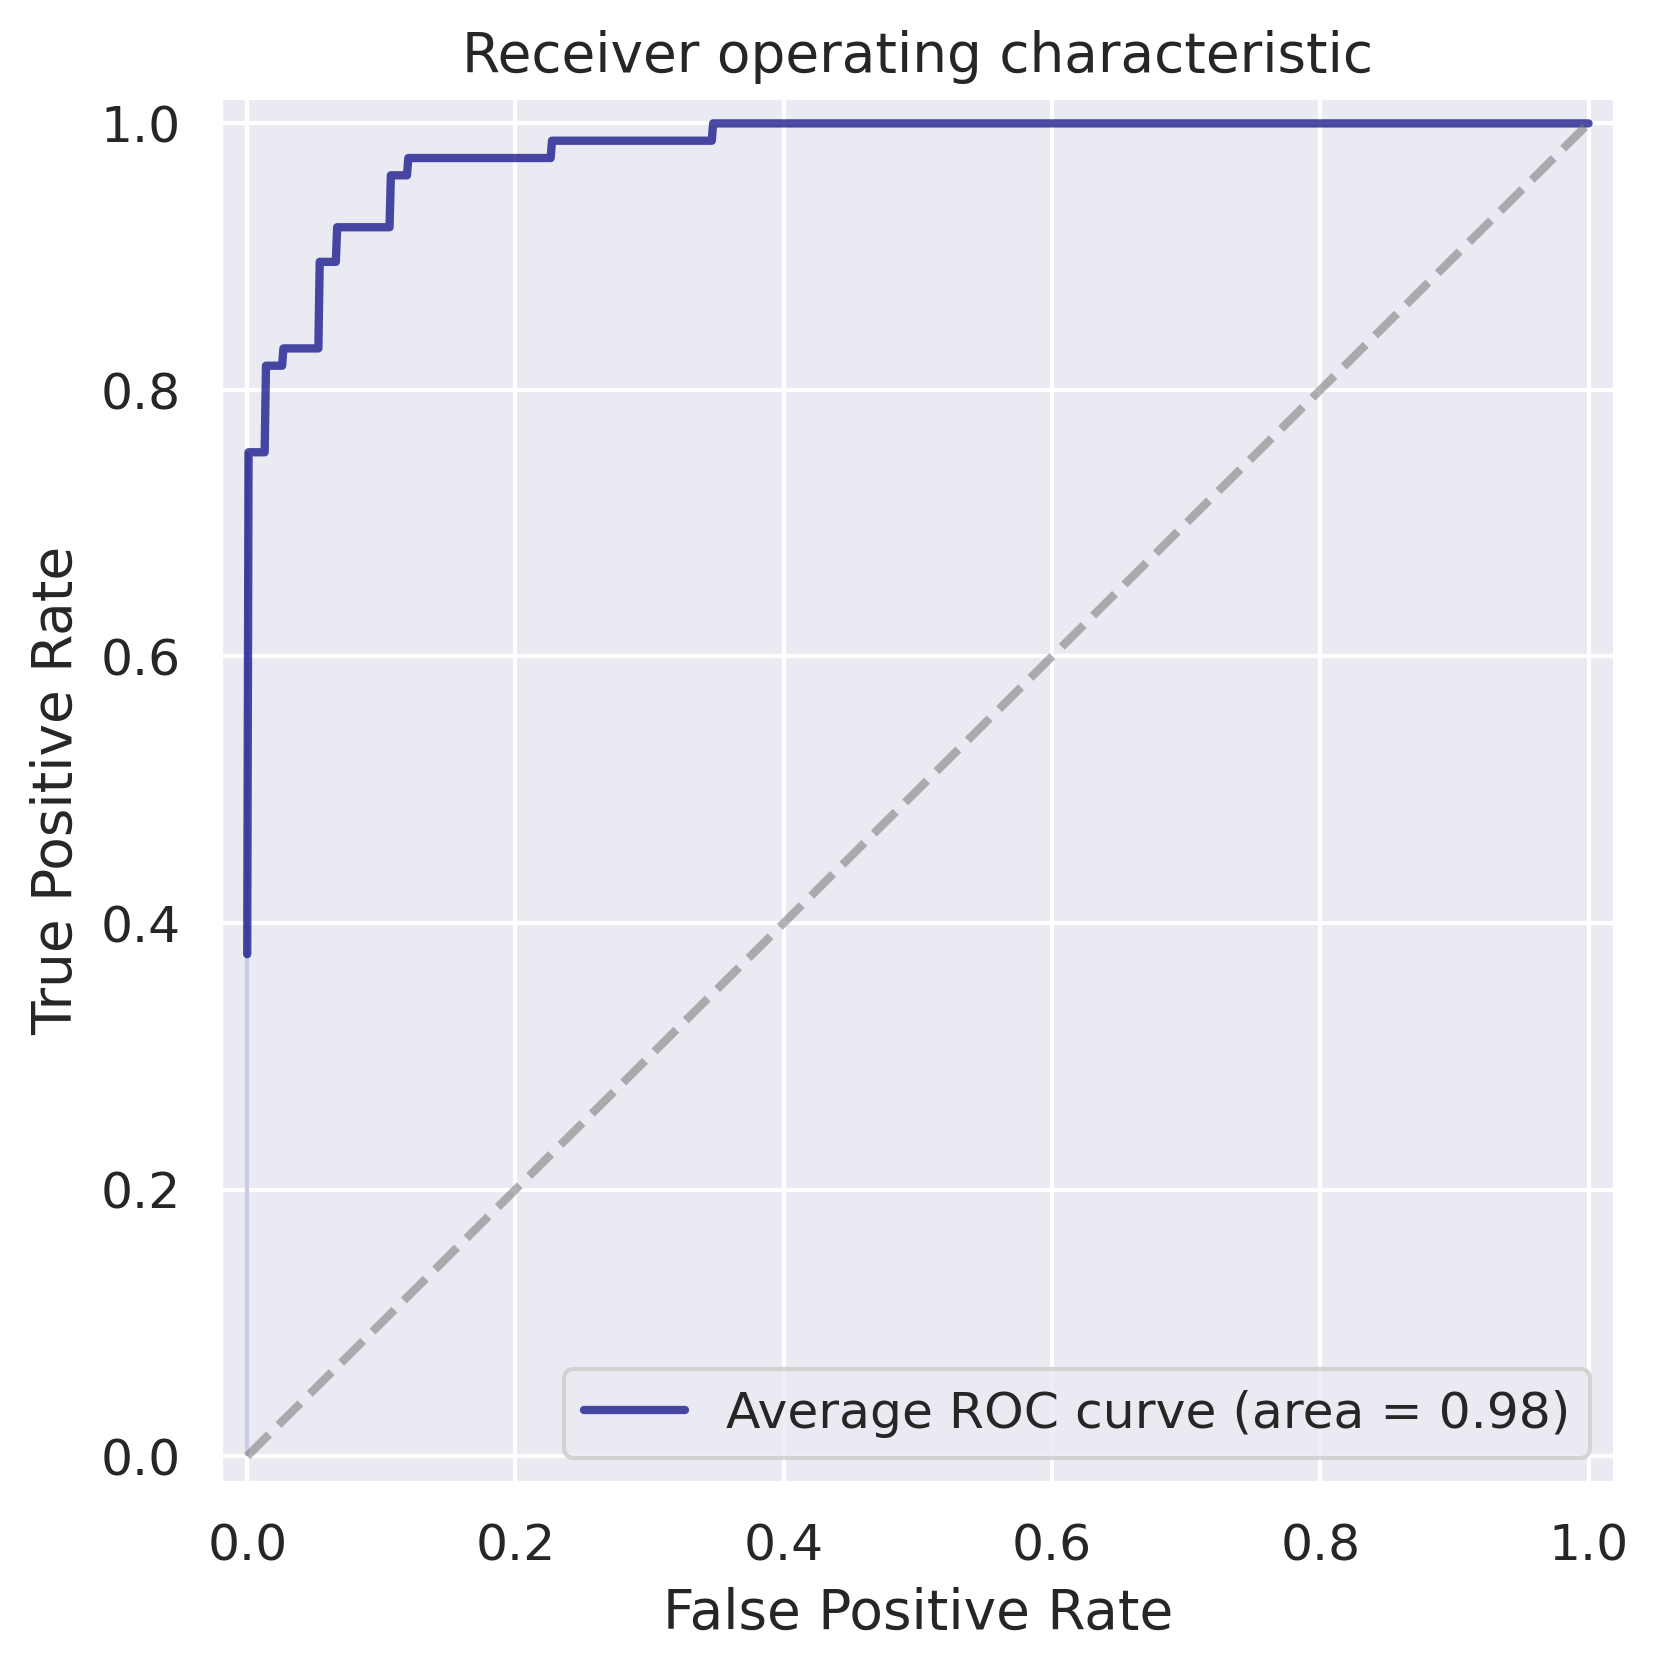 Receiver operating characteristic
1.0
0.8
0.6
0.4
0.2
0.0
True Positive Rate
Average ROC curve (area = 0.98)
0.0 0.2 0.4 0.6 0.8 1.0
False Positive Rate